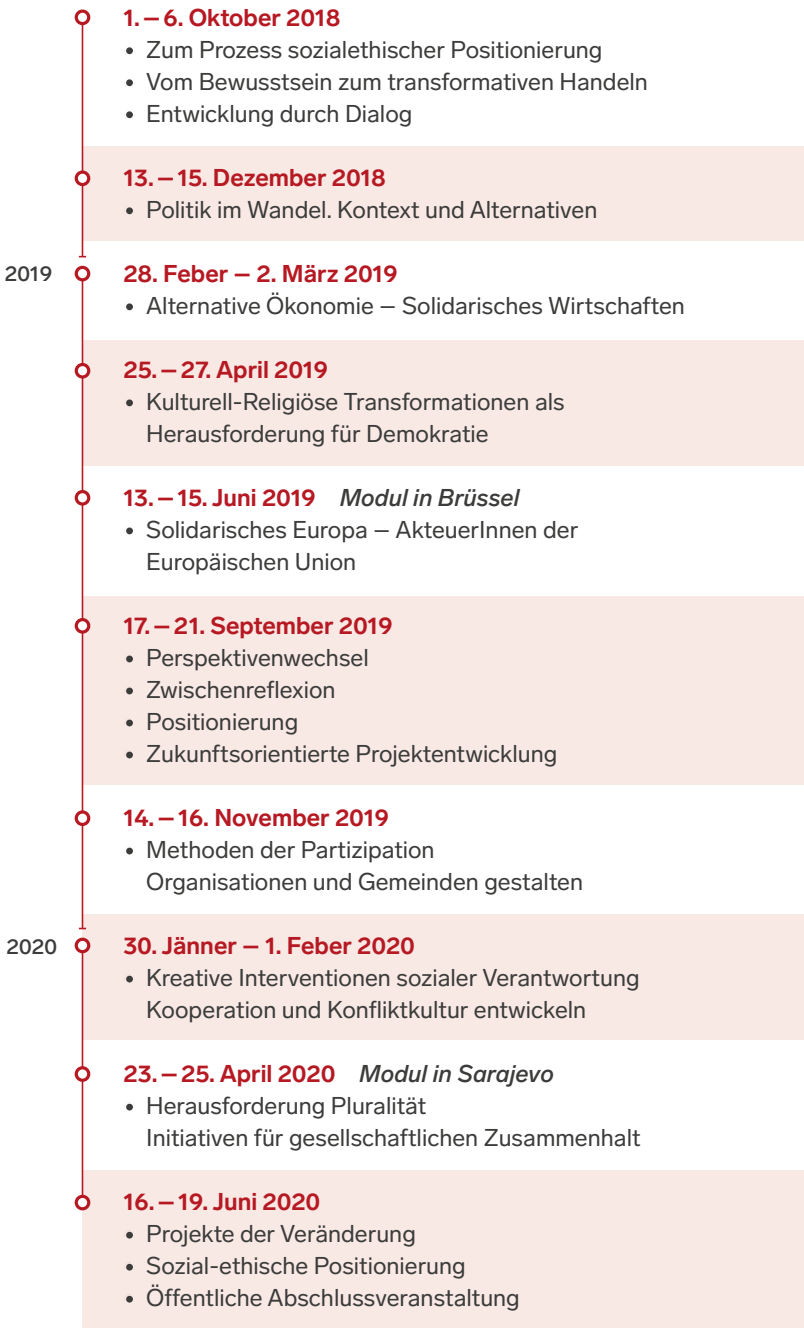 1. – 6. Oktober 2018
• Zum Prozess sozialethischer Positionierung
• Vom Bewusstsein zum transformativen Handeln
• Entwicklung durch Dialog
13. – 15. Dezember 2018
• Politik im Wandel. Kontext und Alternativen
2019
28. Feber – 2. März 2019
• Alternative Ökonomie – Solidarisches Wirtschaften
25. – 27. April 2019
• Kulturell-Religiöse Transformationen als
Herausforderung für Demokratie
13. – 15. Juni 2019 Modul in Brüssel
• Solidarisches Europa – AkteuerInnen der
Europäischen Union
17. – 21. September 2019
• Perspektivenwechsel
• Zwischenreflexion
• Positionierung
• Zukunftsorientierte Projektentwicklung
14. – 16. November 2019
• Methoden der Partizipation
Organisationen und Gemeinden gestalten
2020
30. Jänner – 1. Feber 2020
• Kreative Interventionen sozialer Verantwortung
Kooperation und Konfliktkultur entwickeln
23. – 25. April 2020 Modul in Sarajevo
• Herausforderung Pluralität
Initiativen für gesellschaftlichen Zusammenhalt
16. – 19. Juni 2020
• Projekte der Veränderung
• Sozial-ethische Positionierung
• Öffentliche Abschlussveranstaltung